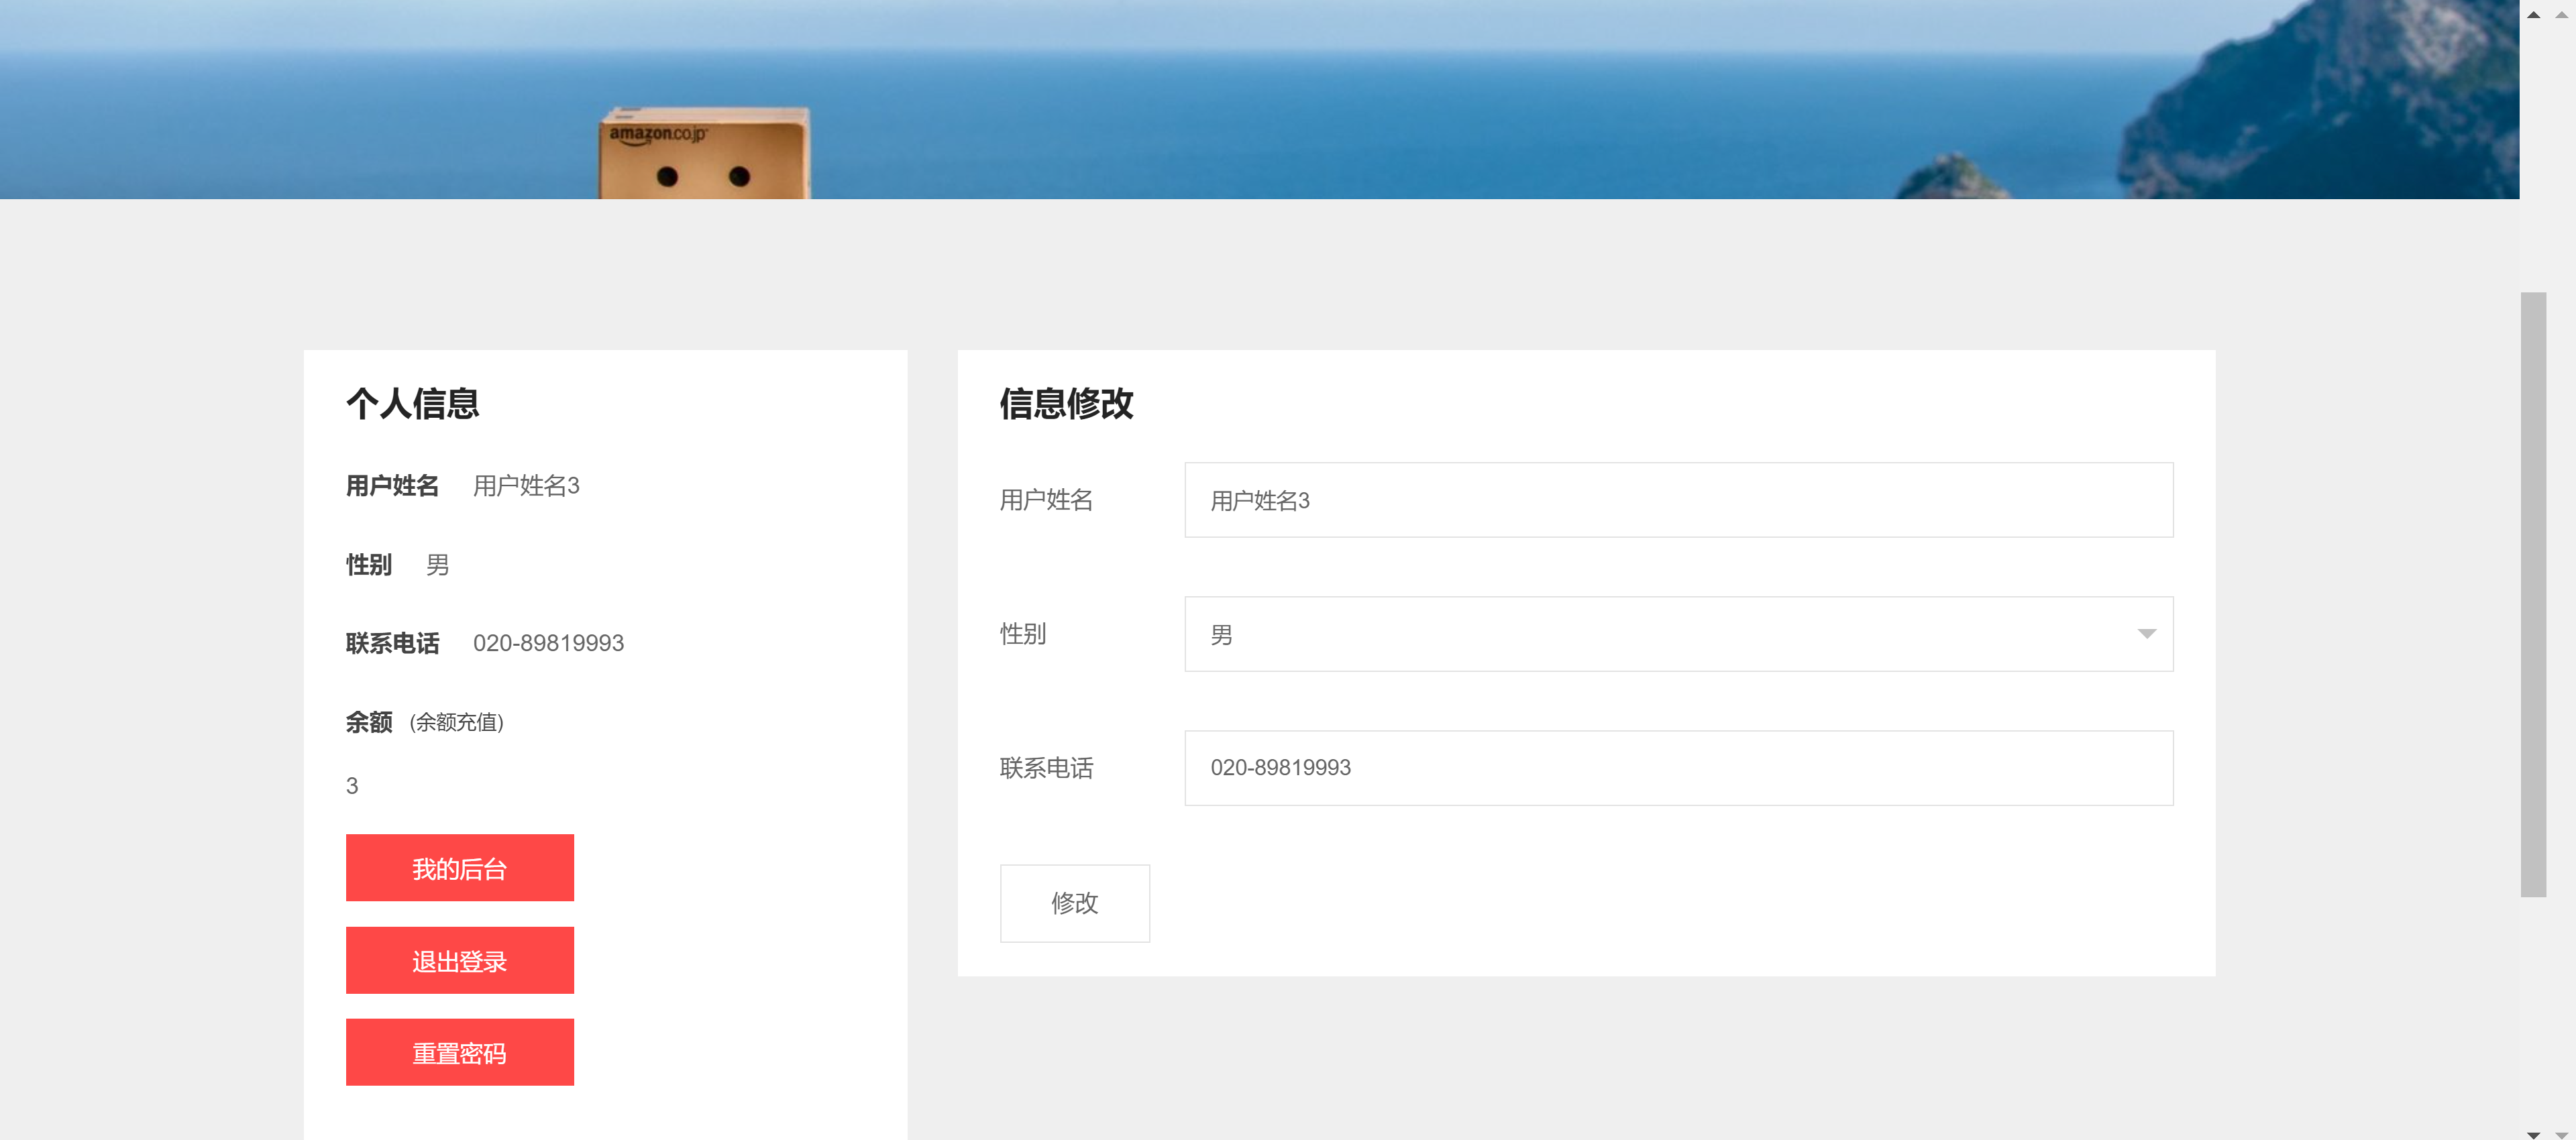 amazon.co.jp
个人信息
用户姓名 用户姓名3
性别 男
联系电话 020-89819993
余额 (余额充值)
3
我的后台
退出登录
重置密码
信息修改
用户姓名 用户姓名3
性别 男
联系电话 020-89819993
修改